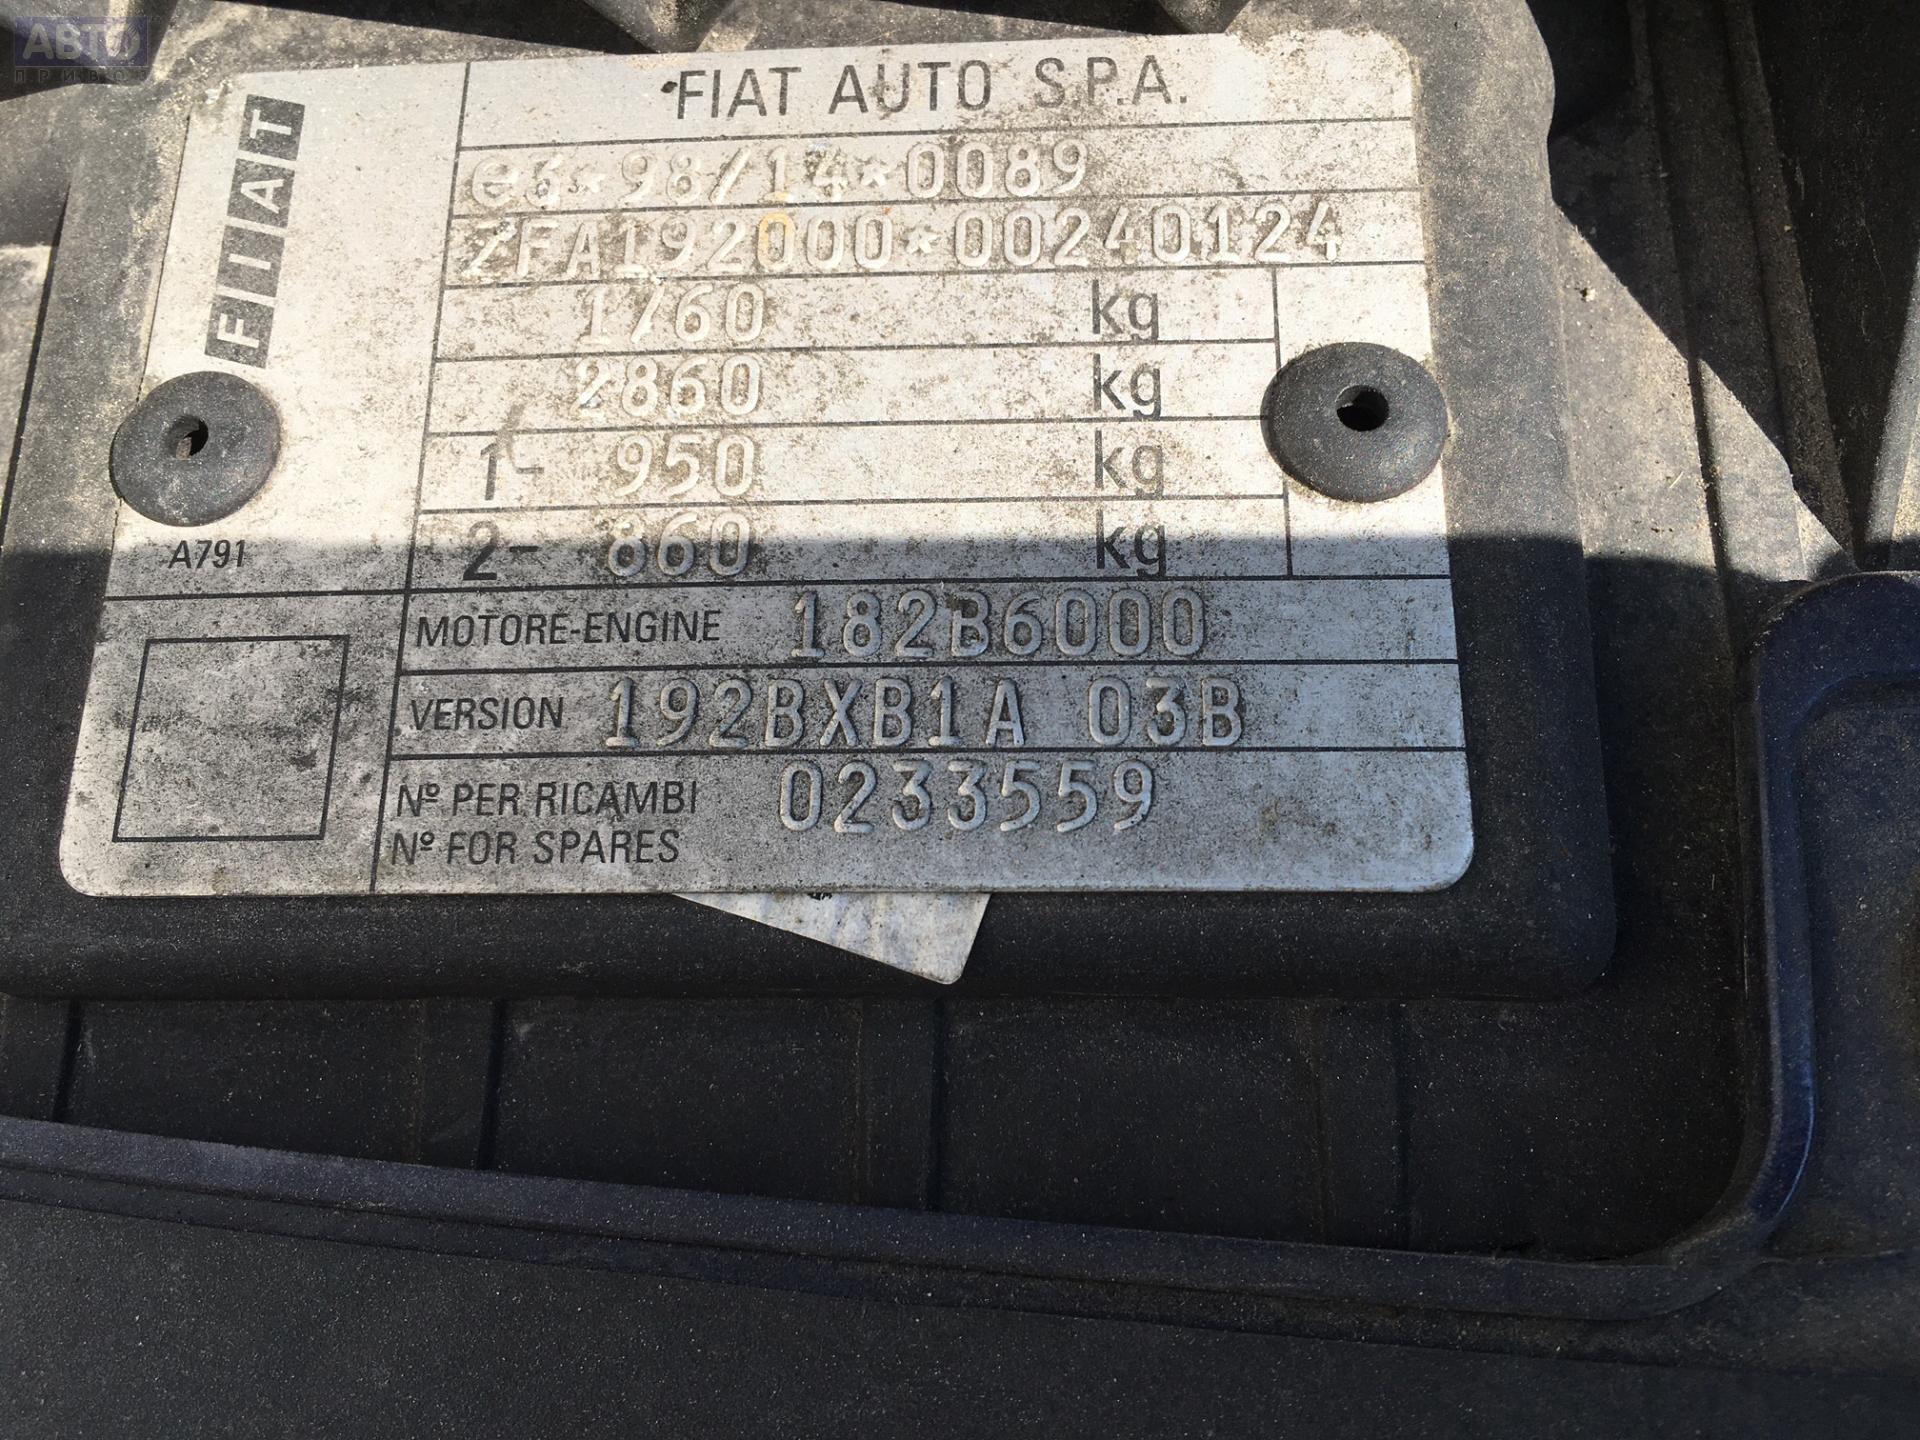 АВТО
ПРИВОЗ
FIAT
FIAT AUTO S.P.A.
e3*98/14*0089
ZFA192000*00240124
1760 kg
2860 kg
1- 950 kg
2- 860 kg
A791
MOTORE-ENGINE 182B6000
VERSION 192BXB1A 03B
Nº PER RICAMBI 0233559
Nº FOR SPARES